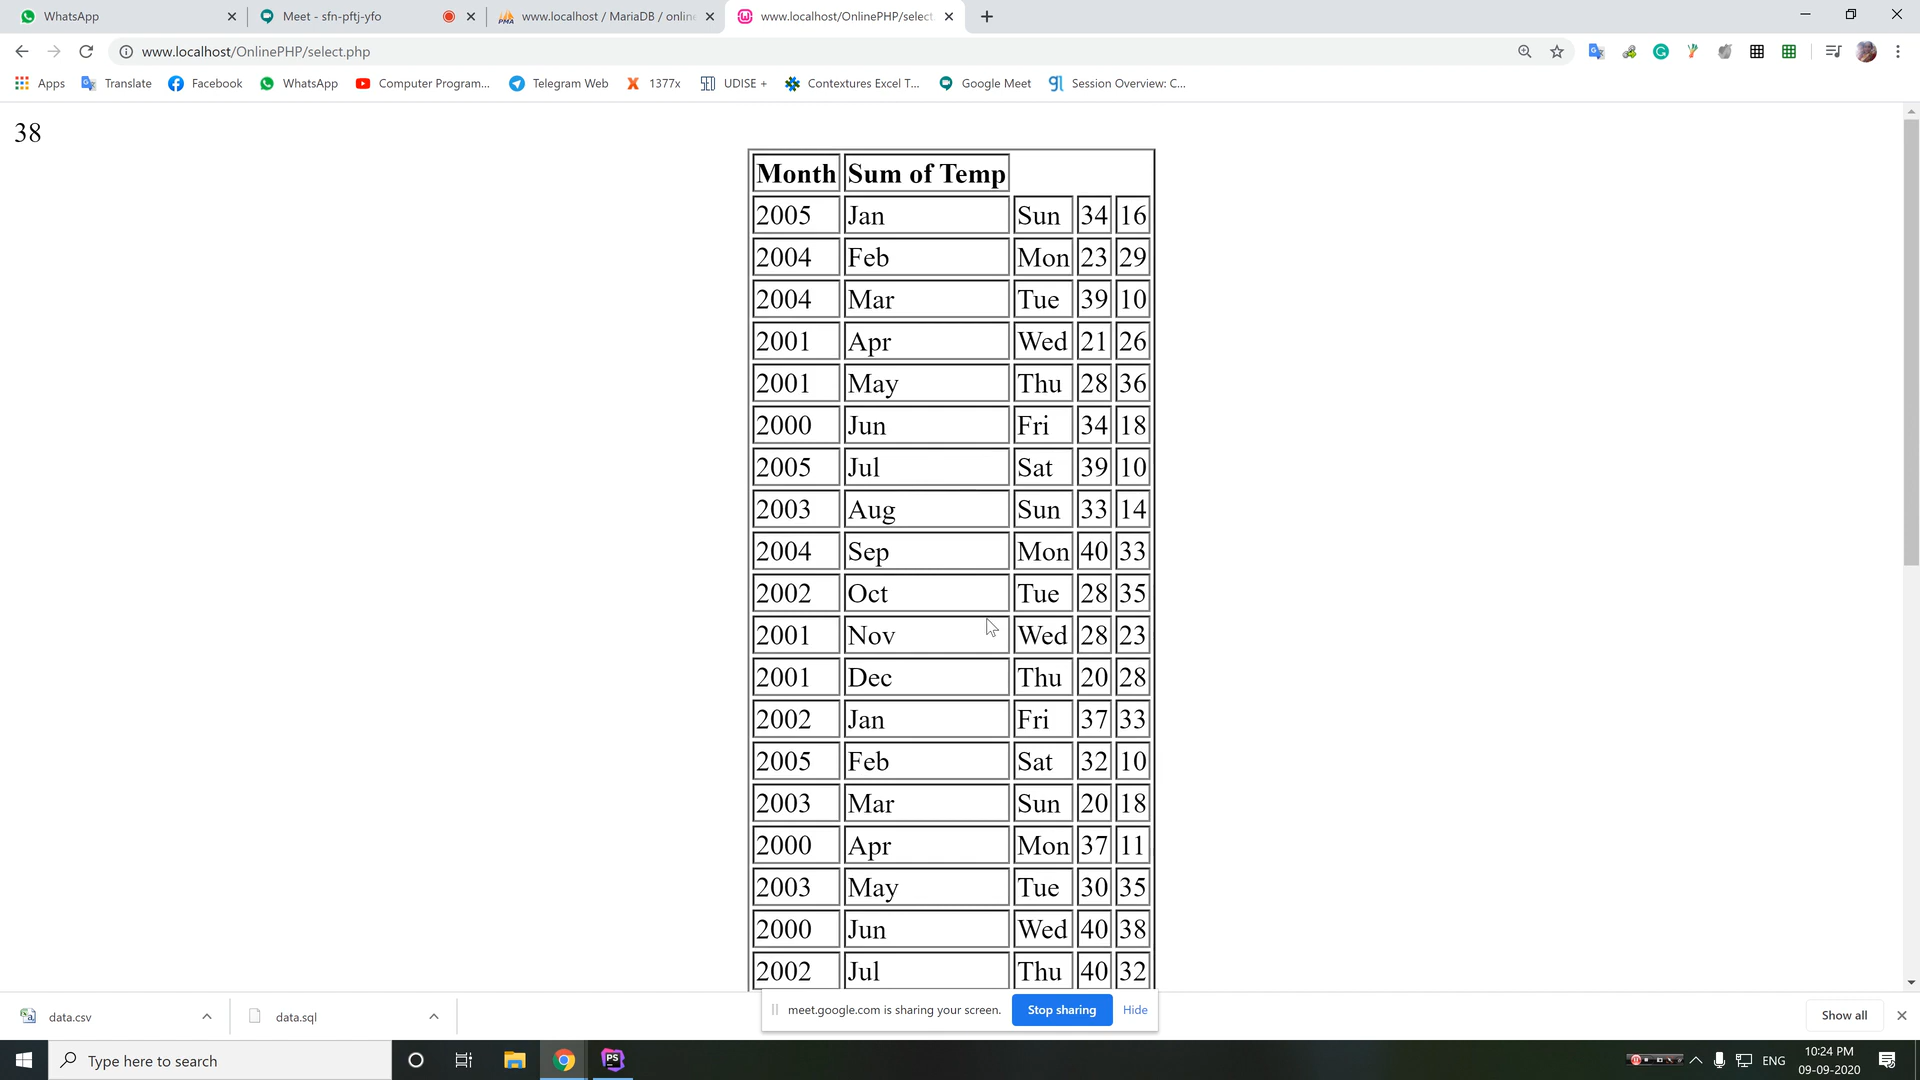 WhatsApp Meet - sfn-pftj-yfo www.localhost / MariaDB / onlin www.localhost/OnlinePHP/select.
www.localhost/OnlinePHP/select.php
Apps Translate Facebook WhatsApp Computer Program... Telegram Web 1377x UDISE + Contextures Excel T... Google Meet Session Overview: C...
38
Month Sum of Temp
2005 Jan Sun 34 16
2004 Feb Mon 23 29
2004 Mar Tue 39 10
2001 Apr Wed 21 26
2001 May Thu 28 36
2000 Jun Fri 34 18
2005 Jul Sat 39 10
2003 Aug Sun 33 14
2004 Sep Mon 40 33
2002 Oct Tue 28 35
2001 Nov Wed 28 23
2001 Dec Thu 20 28
2002 Jan Fri 37 33
2005 Feb Sat 32 10
2003 Mar Sun 20 18
2000 Apr Mon 37 11
2003 May Tue 30 35
2000 Jun Wed 40 38
2002 Jul Thu 40 32
meet.google.com is sharing your screen. Stop sharing Hide
data.csv data.sql Show all
Type here to search PS ENG 10:24 PM
09-09-2020